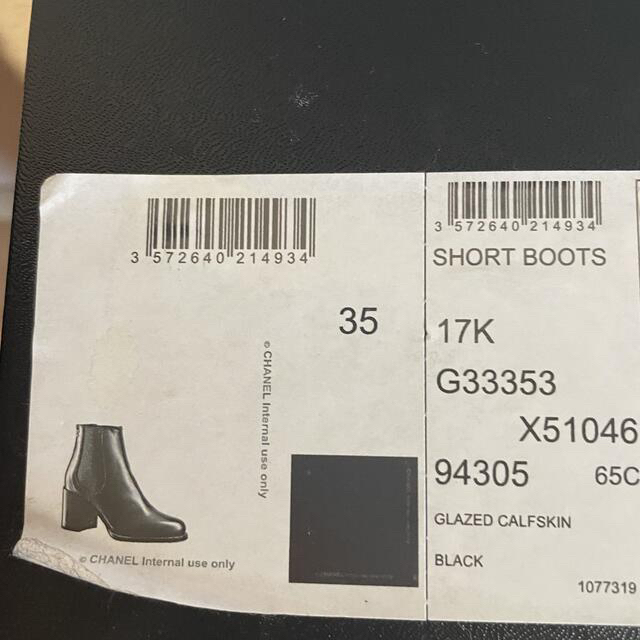 3 572640 214934
35
© CHANEL Internal use only
© CHANEL Internal use only
3 572640 214934
SHORT BOOTS
17K
G33353
X51046
94305 65C
GLAZED CALFSKIN
BLACK
1077319